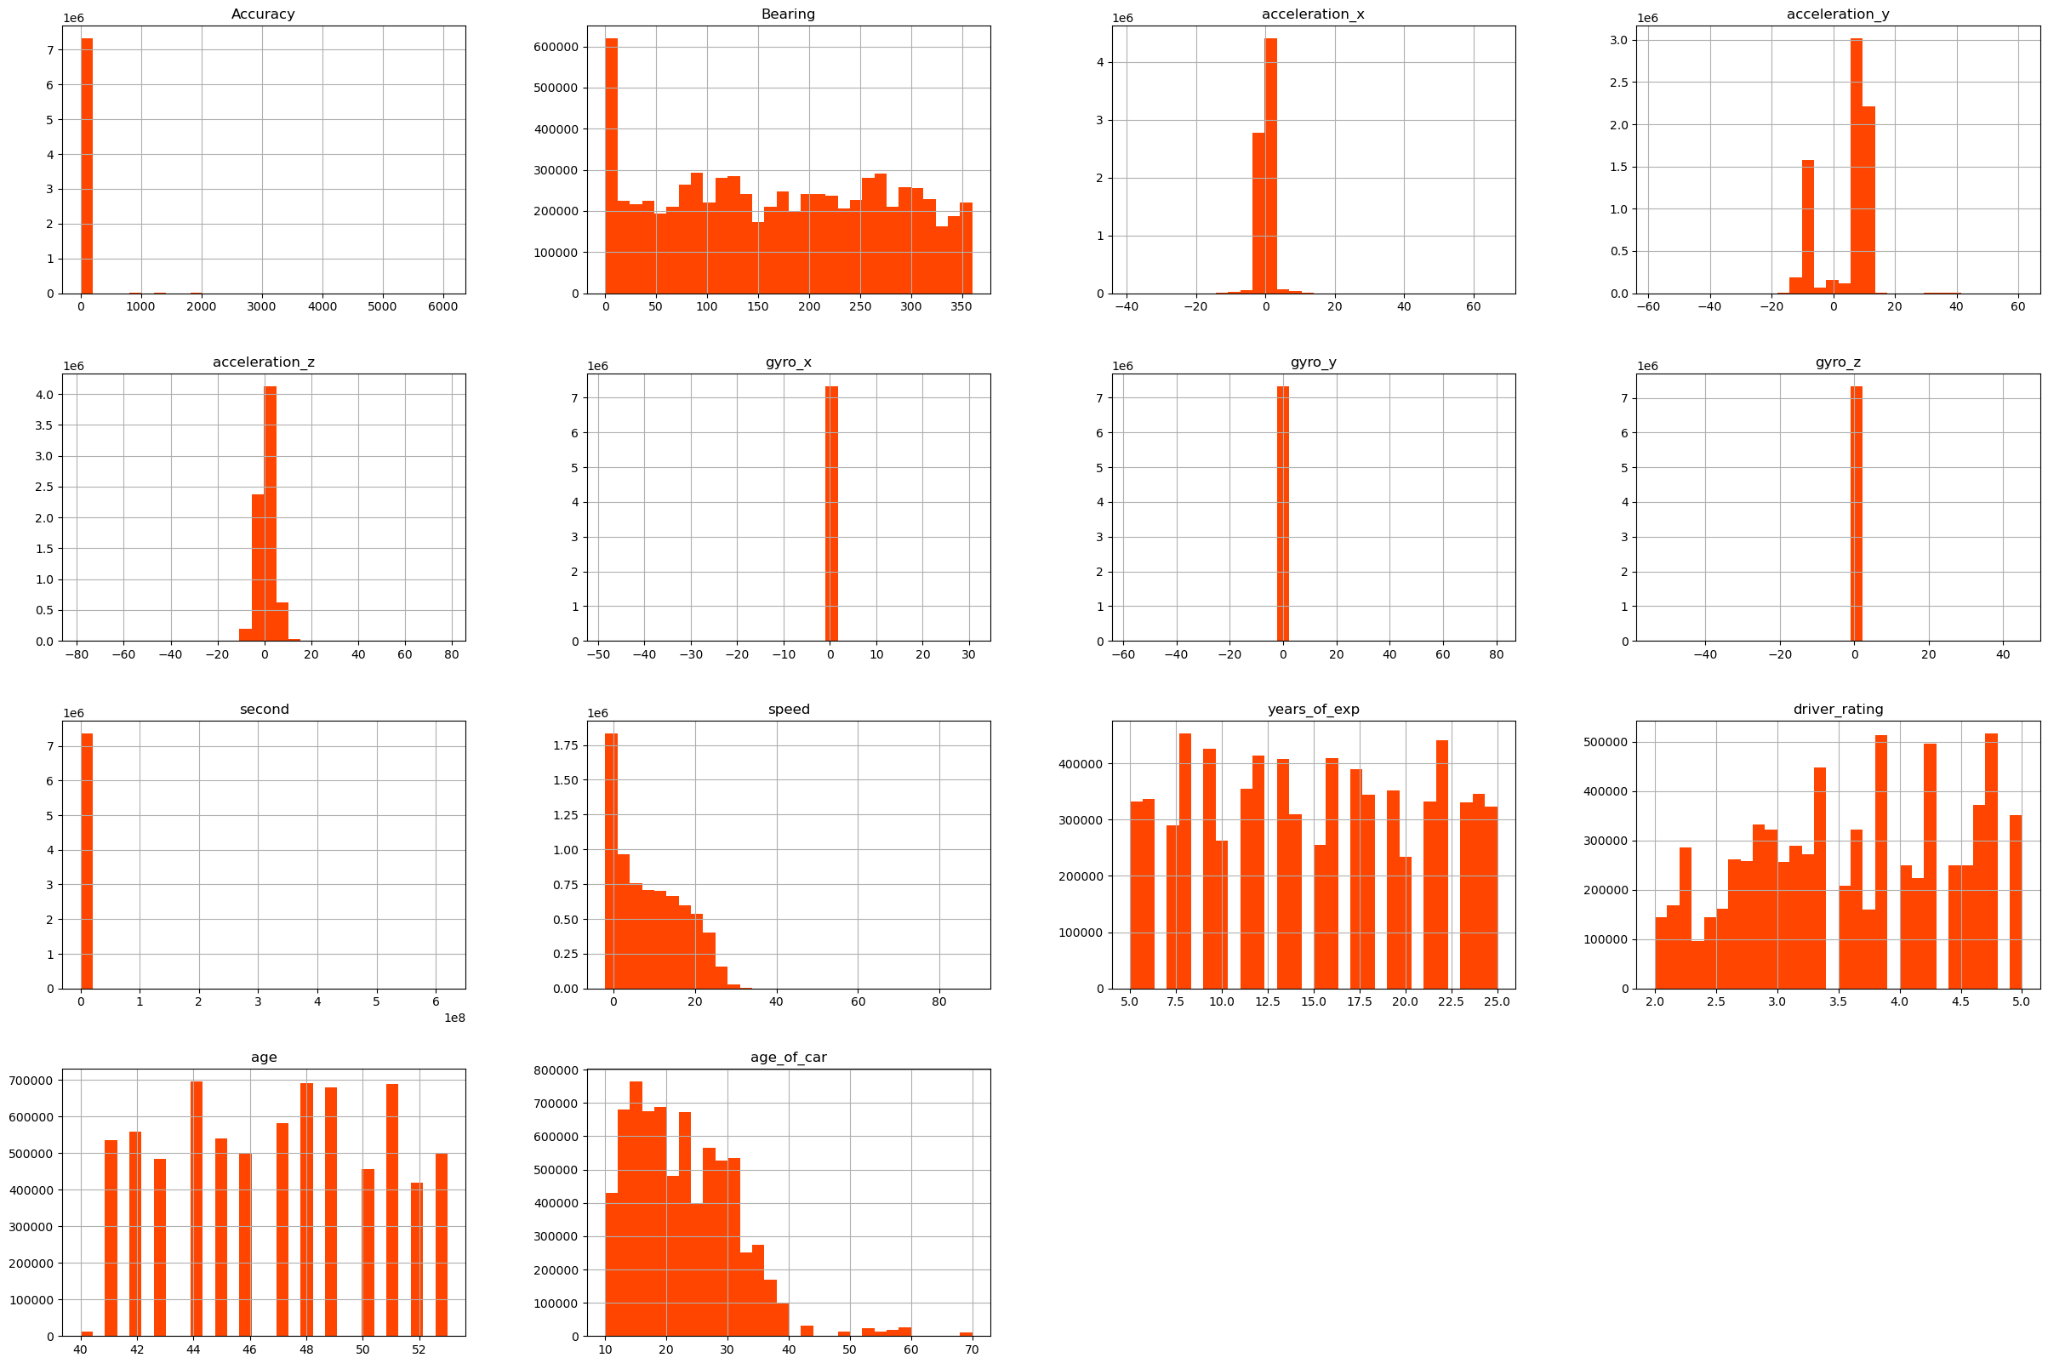 Accuracy
1e6
7
6
5
4
3
2
1
0
0 1000 2000 3000 4000 5000 6000
Bearing
600000
500000
400000
300000
200000
100000
0
0 50 100 150 200 250 300 350
acceleration_x
1e6
4
3
2
1
0
−40 −20 0 20 40 60
acceleration_y
1e6
3.0
2.5
2.0
1.5
1.0
0.5
0.0
−60 −40 −20 0 20 40 60
acceleration_z
1e6
4.0
3.5
3.0
2.5
2.0
1.5
1.0
0.5
0.0
−80 −60 −40 −20 0 20 40 60 80
gyro_x
1e6
7
6
5
4
3
2
1
0
−50 −40 −30 −20 −10 0 10 20 30
gyro_y
1e6
7
6
5
4
3
2
1
0
−60 −40 −20 0 20 40 60 80
gyro_z
1e6
7
6
5
4
3
2
1
0
−40 −20 0 20 40
second
1e6
7
6
5
4
3
2
1
0
0 1 2 3 4 5 6
1e8
speed
1e6
1.75
1.50
1.25
1.00
0.75
0.50
0.25
0.00
0 20 40 60 80
years_of_exp
400000
300000
200000
100000
0
5.0 7.5 10.0 12.5 15.0 17.5 20.0 22.5 25.0
driver_rating
500000
400000
300000
200000
100000
0
2.0 2.5 3.0 3.5 4.0 4.5 5.0
age
700000
600000
500000
400000
300000
200000
100000
0
40 42 44 46 48 50 52
age_of_car
800000
700000
600000
500000
400000
300000
200000
100000
0
10 20 30 40 50 60 70